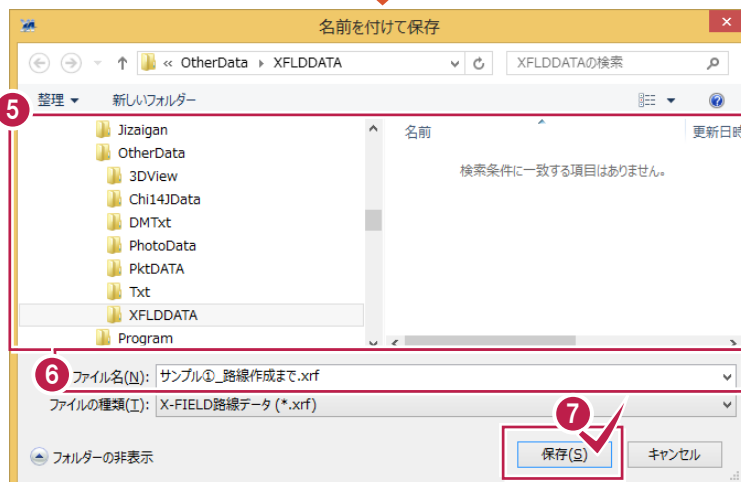 名前を付けて保存
« OtherData ▸ XFLDDATA
XFLDDATAの検索
整理 ▼ 新しいフォルダー
5
Jizaigan
OtherData
3DView
Chi14JData
DMTxt
PhotoData
PktDATA
Txt
XFLDDATA
Program
名前
更新日時
検索条件に一致する項目はありません。
6
ファイル名(N): サンプル①_路線作成まで.xrf
ファイルの種類(T): X-FIELD路線データ (*.xrf)
7
フォルダーの非表示
保存(S)
キャンセル